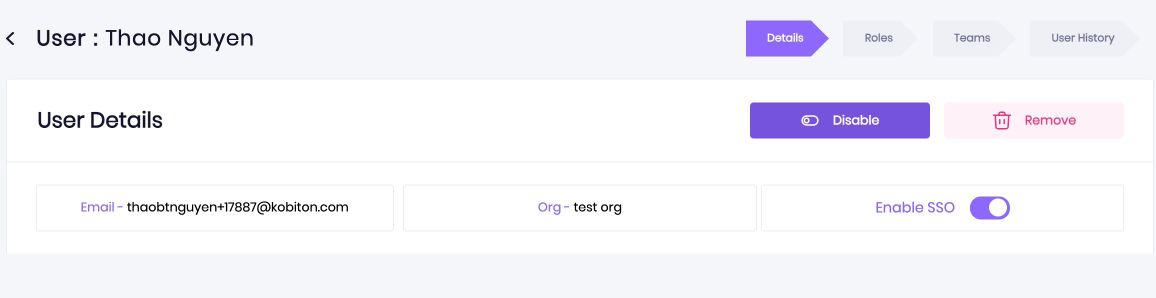 User : Thao Nguyen
Details
Roles
Teams
User History
User Details
Disable
Remove
Email - thaobtnguyen+17887@kobiton.com
Org - test org
Enable SSO